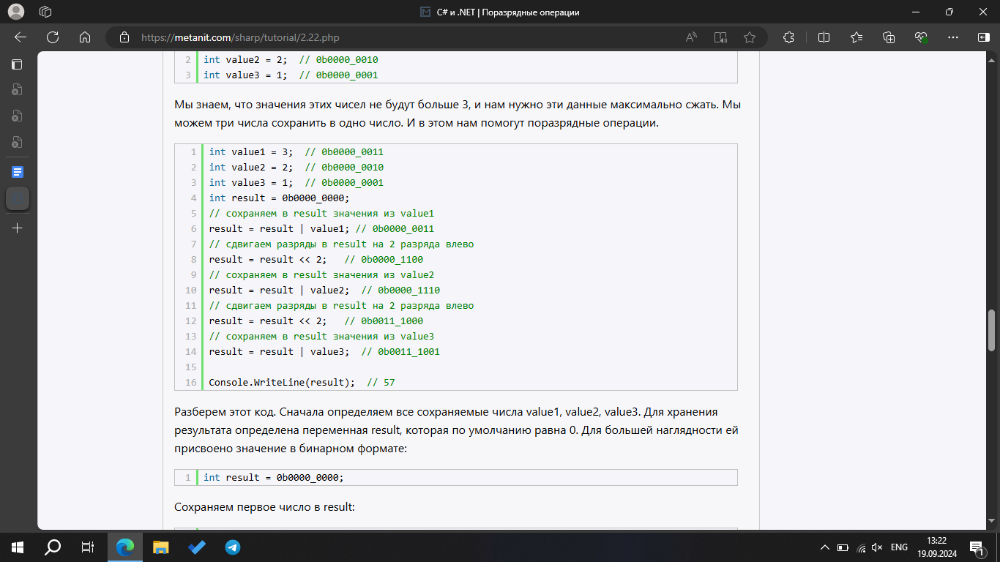 C# и .NET | Поразрядные операции
https://metanit.com/sharp/tutorial/2.22.php
2 int value2 = 2;  // 0b0000_0010
3 int value3 = 1;  // 0b0000_0001
Мы знаем, что значения этих чисел не будут больше 3, и нам нужно эти данные максимально сжать. Мы
можем три числа сохранить в одно число. И в этом нам помогут поразрядные операции.
1 int value1 = 3;  // 0b0000_0011
2 int value2 = 2;  // 0b0000_0010
3 int value3 = 1;  // 0b0000_0001
4 int result = 0b0000_0000;
5 // сохраняем в result значения из value1
6 result = result | value1; // 0b0000_0011
7 // сдвигаем разряды в result на 2 разряда влево
8 result = result << 2;   // 0b0000_1100
9 // сохраняем в result значения из value2
10 result = result | value2;  // 0b0000_1110
11 // сдвигаем разряды в result на 2 разряда влево
12 result = result << 2;   // 0b0011_1000
13 // сохраняем в result значения из value3
14 result = result | value3;  // 0b0011_1001
15
16 Console.WriteLine(result);  // 57
Разберем этот код. Сначала определяем все сохраняемые числа value1, value2, value3. Для хранения
результата определена переменная result, которая по умолчанию равна 0. Для большей наглядности ей
присвоено значение в бинарном формате:
1 int result = 0b0000_0000;
Сохраняем первое число в result:
ENG
13:22
19.09.2024
1